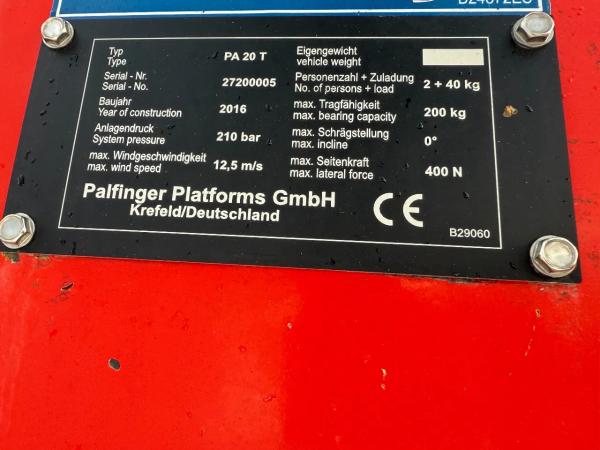 Typ PA 20 T
Type
Serial - Nr. 27200005
Serial - No.
Baujahr 2016
Year of construction
Anlagendruck 210 bar
System pressure
max. Windgeschwindigkeit 12,5 m/s
max. wind speed
Eigengewicht
vehicle weight
Personenzahl + Zuladung 2 + 40 kg
No. of persons + load
max. Tragfähigkeit 200 kg
max. bearing capacity
max. Schrägstellung 0°
max. incline
max. Seitenkraft 400 N
max. lateral force
Palfinger Platforms GmbH
Krefeld/Deutschland
CE
B29060